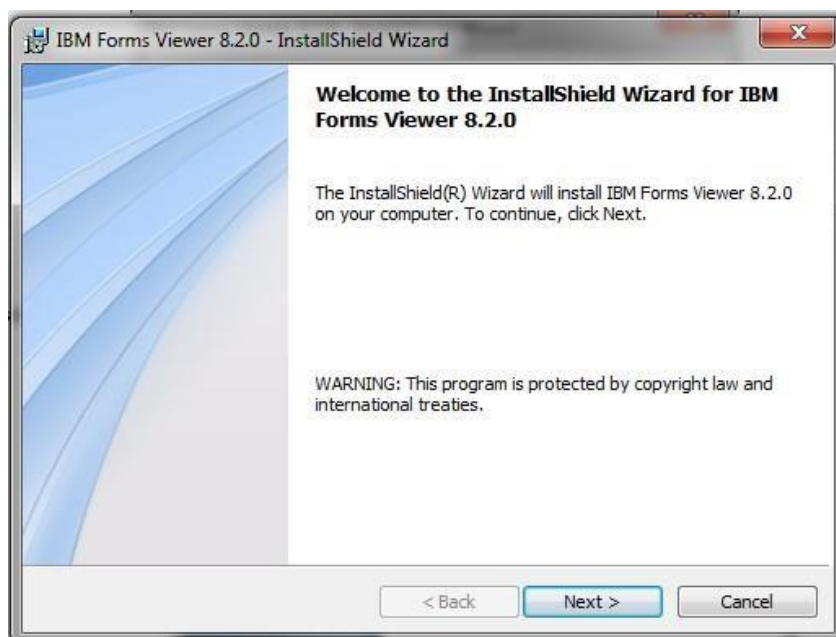 IBM Forms Viewer 8.2.0 - InstallShield Wizard
Welcome to the InstallShield Wizard for IBM
Forms Viewer 8.2.0
The InstallShield(R) Wizard will install IBM Forms Viewer 8.2.0
on your computer. To continue, click Next.
WARNING: This program is protected by copyright law and
international treaties.
< Back Next > Cancel